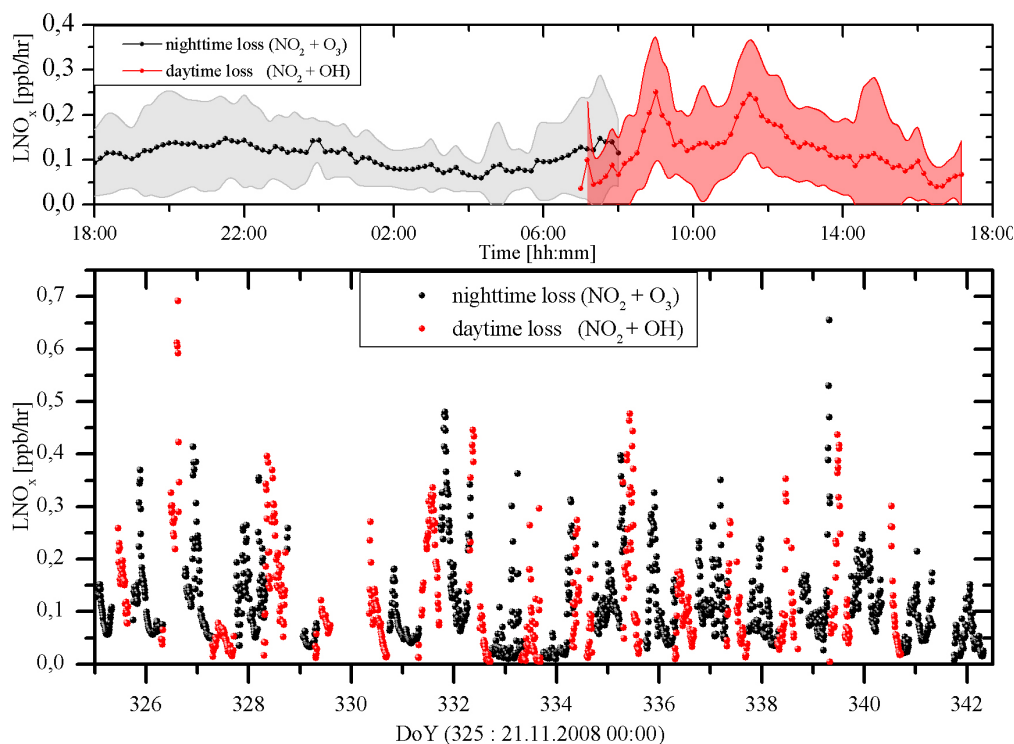 0,4
0,3
0,2
0,1
0,0
LNOx [ppb/hr]
nighttime loss (NO2 + O3)
daytime loss (NO2 + OH)
18:00 22:00 02:00 06:00 10:00 14:00 18:00
Time [hh:mm]
0,7
0,6
0,5
0,4
0,3
0,2
0,1
0,0
LNOx [ppb/hr]
nighttime loss (NO2 + O3)
daytime loss (NO2 + OH)
326 328 330 332 334 336 338 340 342
DoY (325 : 21.11.2008 00:00)